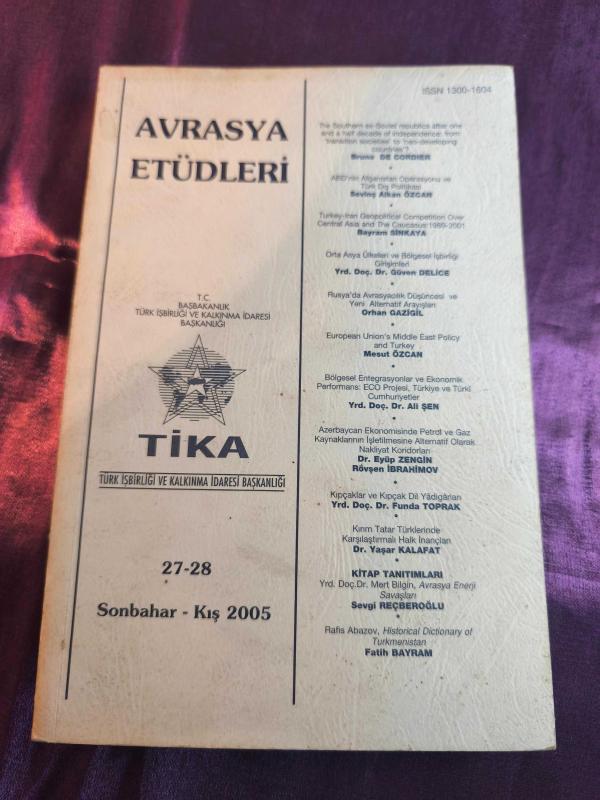 AVRASYA
ETÜDLERİ
T.C.
BAŞBAKANLIK
TÜRK İŞBİRLİĞİ VE KALKINMA İDARESİ
BAŞKANLIĞI
TİKA
TÜRK İŞBİRLİĞİ VE KALKINMA İDARESİ BAŞKANLIĞI
27-28
Sonbahar - Kış 2005
ISSN 1300-1604
The Southern ex-Soviet republics after one
and a half decade of independence: from
'transition societies' to 'neo-developing
countries'?
Bruno DE CORDIER
ABD'nin Afganistan Operasyonu ve
Türk Dış Politikası
Sevinç Alkan ÖZCAN
Turkey-Iran Geopolitical Competition Over
Central Asia and The Caucasus:1989-2001
Bayram SİNKAYA
Orta Asya Ülkeleri ve Bölgesel İşbirliği
Girişimleri
Yrd. Doç. Dr. Güven DELİCE
Rusya'da Avrasyacılık Düşüncesi ve
Yeni Alternatif Arayışları
Orhan GAZİGİL
European Union's Middle East Policy
and Turkey
Mesut ÖZCAN
Bölgesel Entegrasyonlar ve Ekonomik
Performans: ECO Projesi, Türkiye ve Türki
Cumhuriyetler
Yrd. Doç. Dr. Ali ŞEN
Azerbaycan Ekonomisinde Petrol ve Gaz
Kaynaklarının İşletilmesine Alternatif Olarak
Nakliyat Koridorları
Dr. Eyüp ZENGİN
Rövşen İBRAHİMOV
Kıpçaklar ve Kıpçak Dil Yâdigârları
Yrd. Doç. Dr. Funda TOPRAK
Kırım Tatar Türklerinde
Karşılaştırmalı Halk İnançları
Dr. Yaşar KALAFAT
KİTAP TANITIMLARI
Yrd. Doç.Dr. Mert Bilgin, Avrasya Enerji
Savaşları
Sevgi REÇBEROĞLU
Rafis Abazov, Historical Dictionary of
Turkmenistan
Fatih BAYRAM